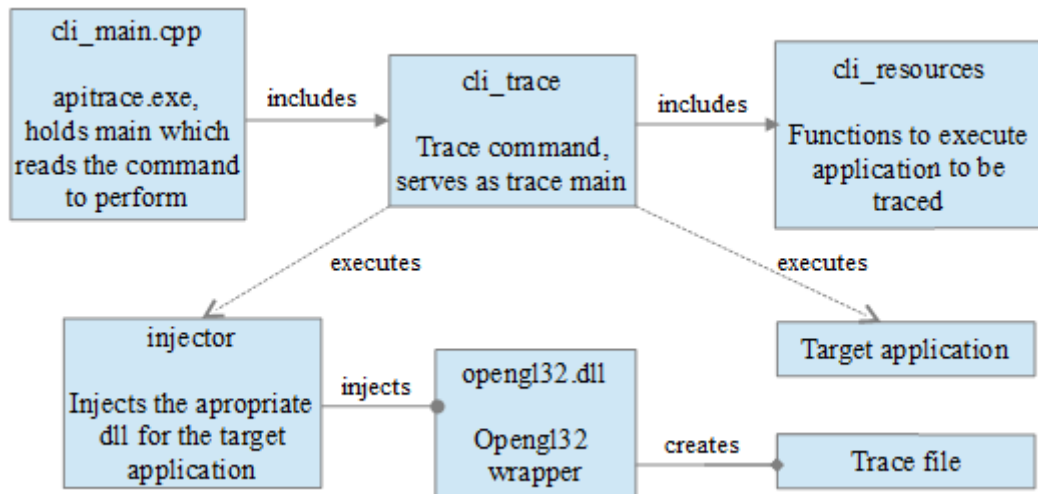 cli_main.cpp
apitrace.exe,
holds main which
reads the command
to perform
includes
cli_trace
Trace command,
serves as trace main
includes
cli_resources
Functions to execute
application to be
traced
executes
executes
injector
Injects the apropriate
dll for the target
application
injects
opengl32.dll
Opengl32
wrapper
creates
Target application
Trace file